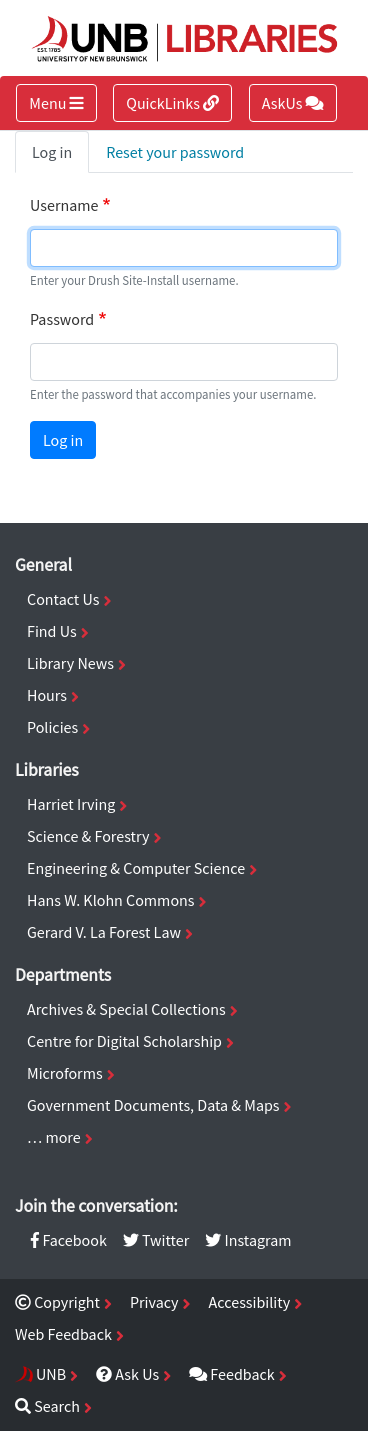 EST. 1785 UNB LIBRARIES
UNIVERSITY OF NEW BRUNSWICK
Menu QuickLinks AskUs
Log in Reset your password
Username *
Enter your Drush Site-Install username.
Password *
Enter the password that accompanies your username.
Log in
General
Contact Us
Find Us
Library News
Hours
Policies
Libraries
Harriet Irving
Science & Forestry
Engineering & Computer Science
Hans W. Klohn Commons
Gerard V. La Forest Law
Departments
Archives & Special Collections
Centre for Digital Scholarship
Microforms
Government Documents, Data & Maps
… more
Join the conversation:
Facebook Twitter Instagram
© Copyright Privacy Accessibility
Web Feedback
UNB Ask Us Feedback
Search